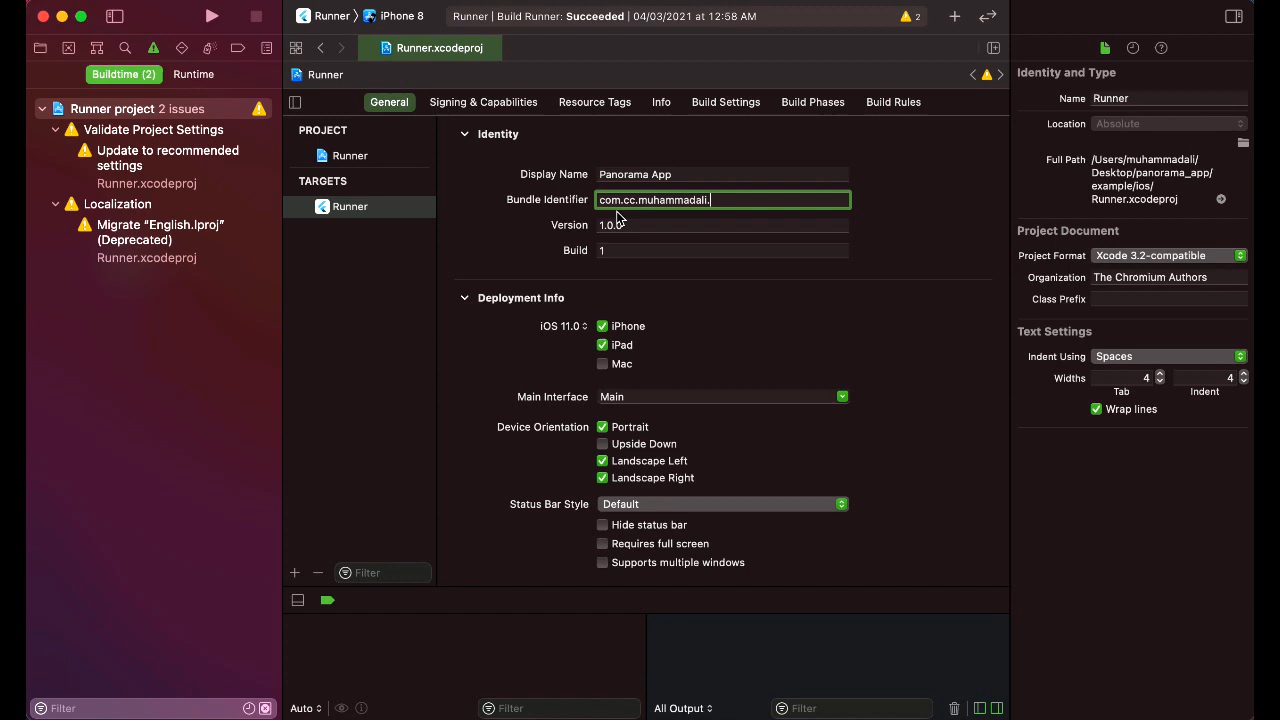 Runner
iPhone 8
Runner | Build Runner: Succeeded | 04/03/2021 at 12:58 AM
2
Runner.xcodeproj
Buildtime (2)
Runtime
Runner
Identity and Type
General
Signing & Capabilities
Resource Tags
Info
Build Settings
Build Phases
Build Rules
Name
Runner
Runner project 2 issues
Validate Project Settings
Update to recommended
settings
Runner.xcodeproj
Localization
Migrate “English.lproj”
(Deprecated)
Runner.xcodeproj
PROJECT
Runner
TARGETS
Runner
Identity
Display Name
Panorama App
Bundle Identifier
com.cc.muhammadali.
Version
1.0.0
Build
1
Deployment Info
iOS 11.0
iPhone
iPad
Mac
Main Interface
Main
Device Orientation
Portrait
Upside Down
Landscape Left
Landscape Right
Status Bar Style
Default
Hide status bar
Requires full screen
Supports multiple windows
Location
Absolute
Full Path
/Users/muhammadali/
Desktop/panorama_app/
example/ios/
Runner.xcodeproj
Project Document
Project Format
Xcode 3.2-compatible
Organization
The Chromium Authors
Class Prefix
Text Settings
Indent Using
Spaces
Widths
4
4
Tab
Indent
Wrap lines
Filter
Filter
Auto
Filter
All Output
Filter